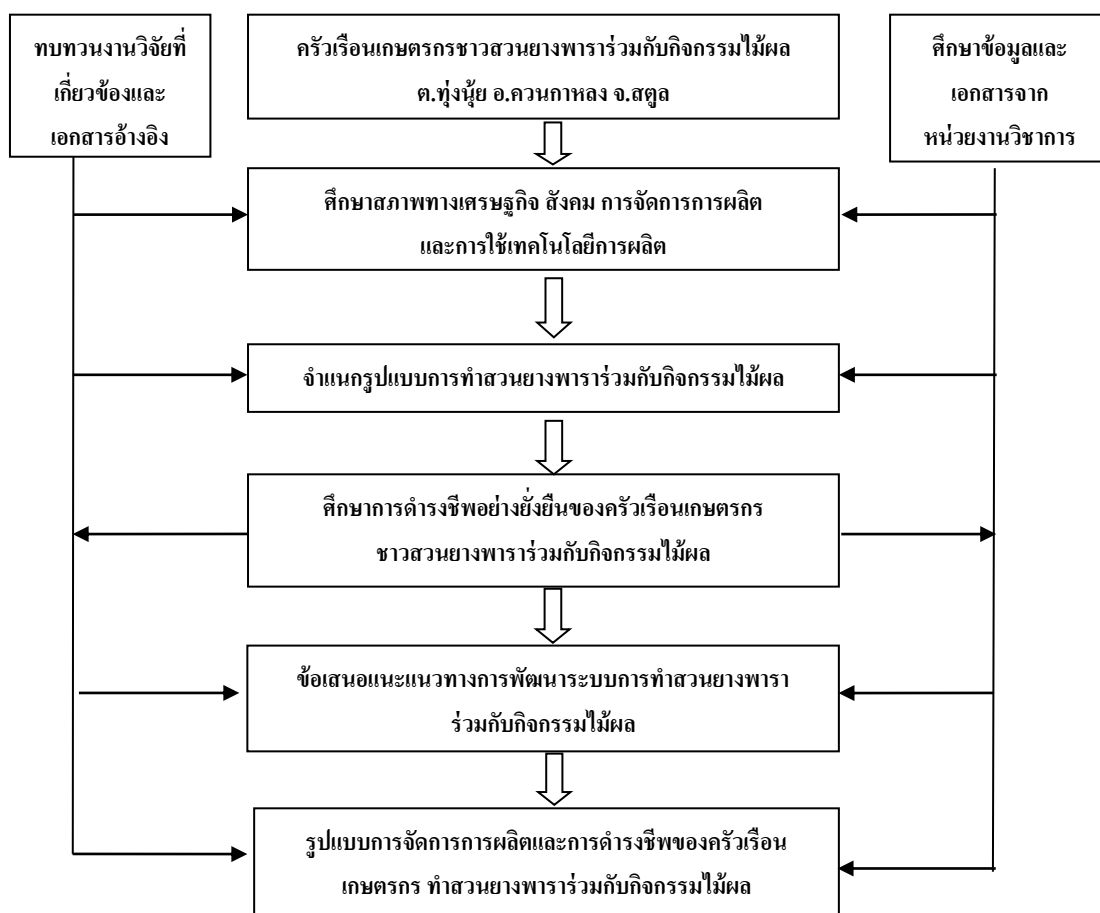 ทบทวนงานวิจัยที่
เกี่ยวข้องและ
เอกสารอ้างอิง
ครัวเรือนเกษตรกรชาวสวนยางพาราร่วมกับกิจกรรมไม้ผล
ต.ทุ่งนุ้ย อ.ควนกาหลง จ.สตูล
ศึกษาข้อมูลและ
เอกสารจาก
หน่วยงานวิชาการ
ศึกษาสภาพทางเศรษฐกิจ สังคม การจัดการการผลิต
และการใช้เทคโนโลยีการผลิต
จำแนกรูปแบบการทำสวนยางพาราร่วมกับกิจกรรมไม้ผล
ศึกษาการดำรงชีพอย่างยั่งยืนของครัวเรือนเกษตรกร
ชาวสวนยางพาราร่วมกับกิจกรรมไม้ผล
ข้อเสนอแนะแนวทางการพัฒนาระบบการทำสวนยางพารา
ร่วมกับกิจกรรมไม้ผล
รูปแบบการจัดการการผลิตและการดำรงชีพของครัวเรือน
เกษตรกร ทำสวนยางพาราร่วมกับกิจกรรมไม้ผล